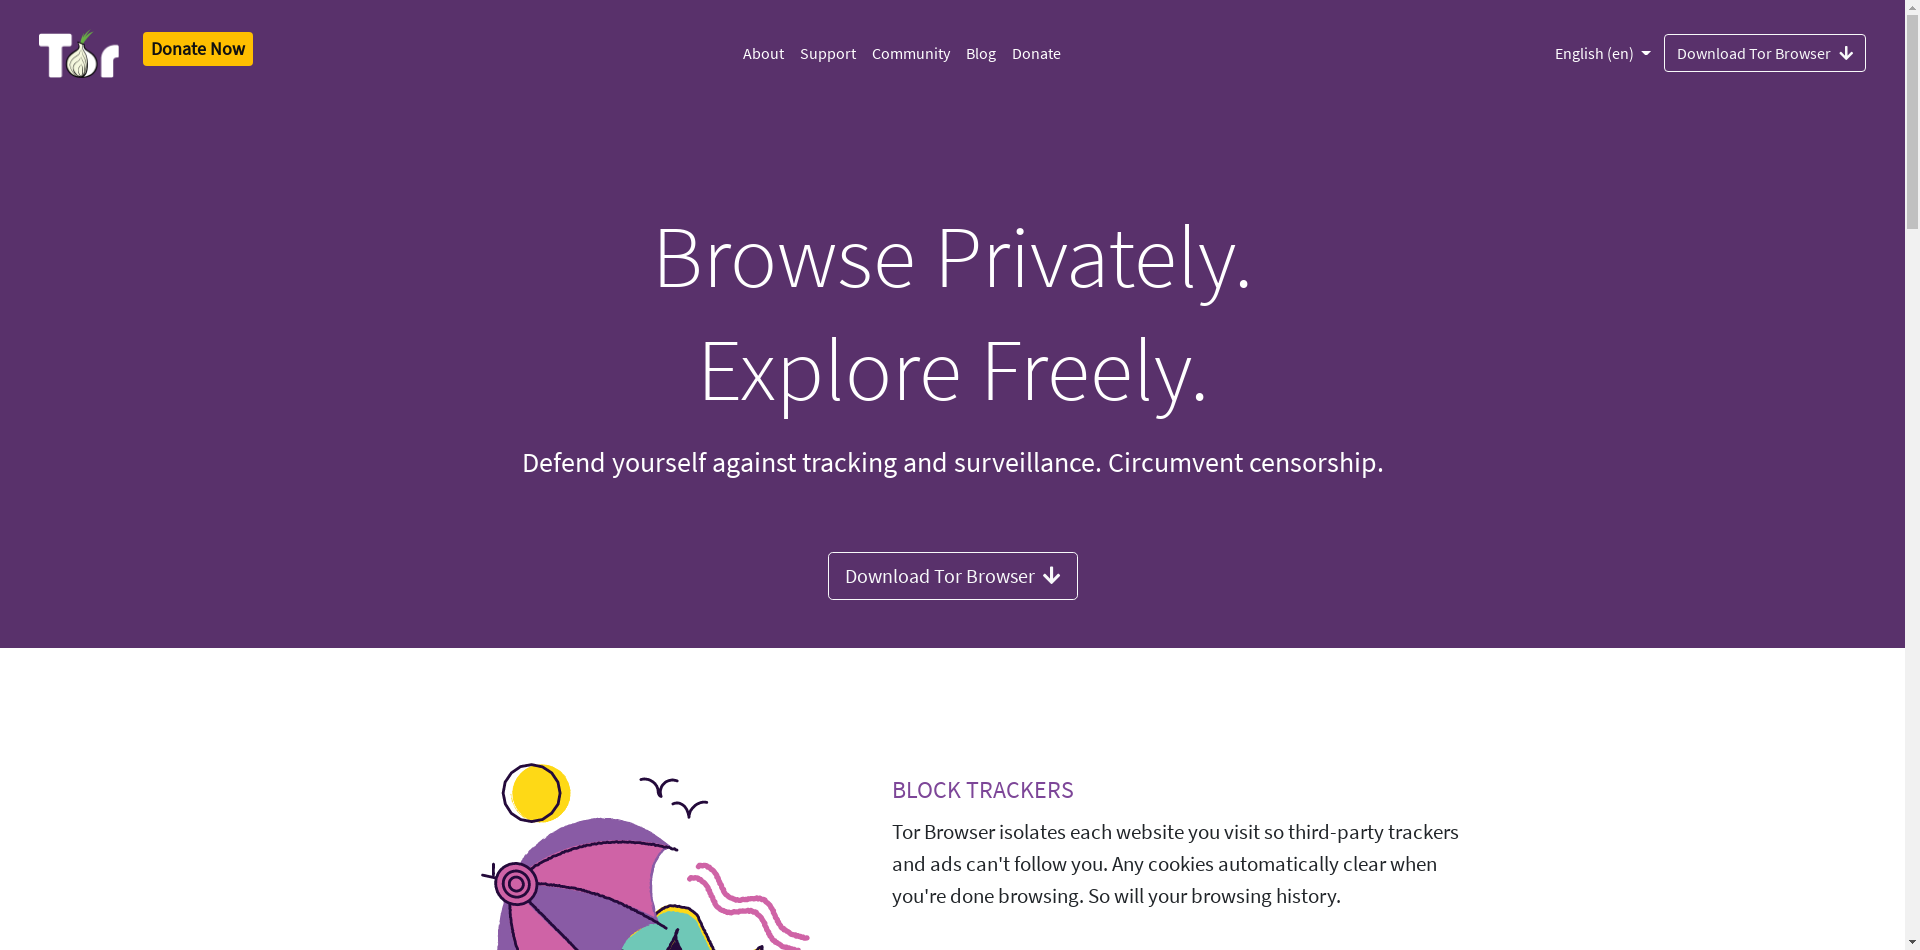 Tor
Donate Now
About Support Community Blog Donate
English (en)
Download Tor Browser
Browse Privately.
Explore Freely.
Defend yourself against tracking and surveillance. Circumvent censorship.
Download Tor Browser
BLOCK TRACKERS
Tor Browser isolates each website you visit so third-party trackers
and ads can't follow you. Any cookies automatically clear when
you're done browsing. So will your browsing history.